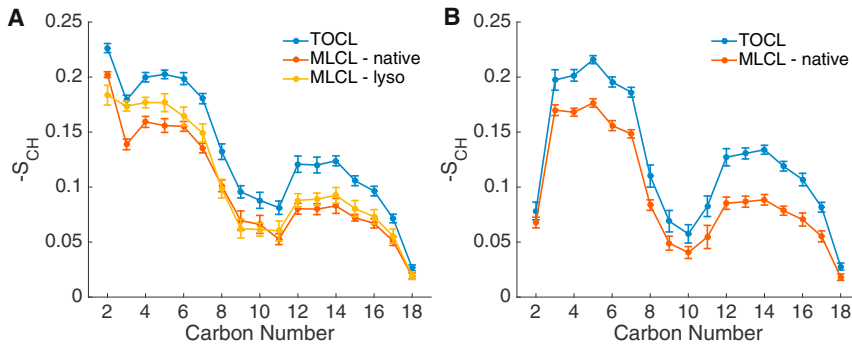 A
0.25
0.2
0.15
0.1
0.05
0
-S_CH
2 4 6 8 10 12 14 16 18
Carbon Number
TOCL
MLCL - native
MLCL - lyso
B
0.25
0.2
0.15
0.1
0.05
0
-S_CH
2 4 6 8 10 12 14 16 18
Carbon Number
TOCL
MLCL - native